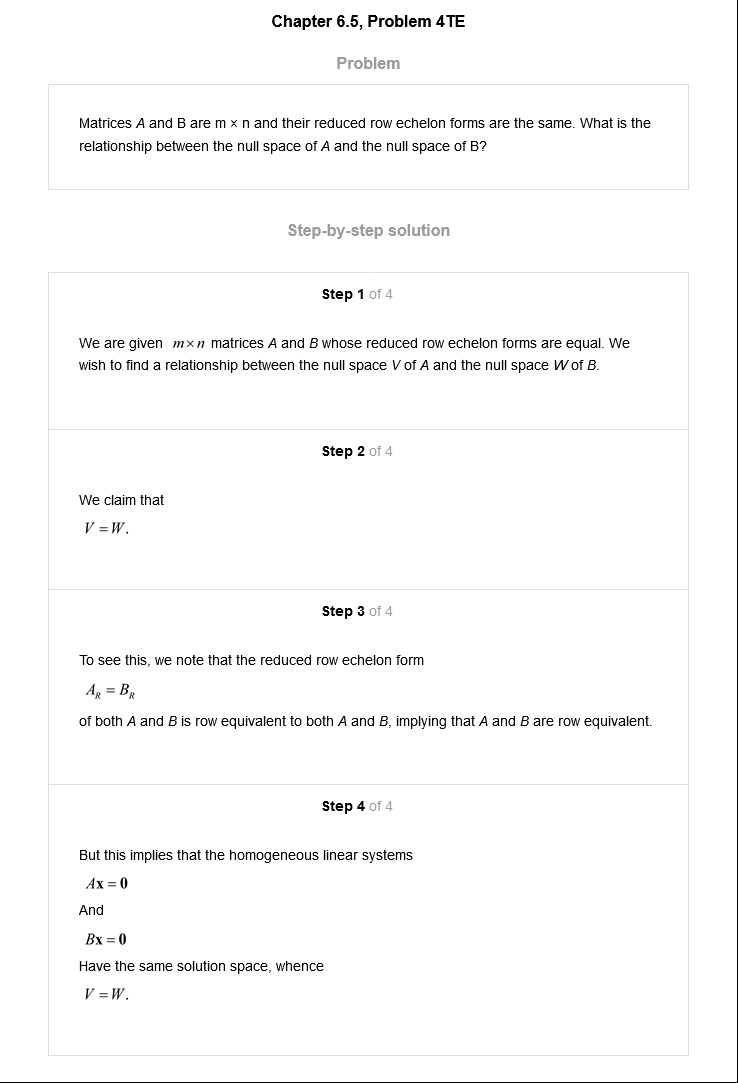 Chapter 6.5, Problem 4TE
Problem
Matrices A and B are m × n and their reduced row echelon forms are the same. What is the
relationship between the null space of A and the null space of B?
Step-by-step solution
Step 1 of 4
We are given m×n matrices A and B whose reduced row echelon forms are equal. We
wish to find a relationship between the null space V of A and the null space W of B.
Step 2 of 4
We claim that
V = W.
Step 3 of 4
To see this, we note that the reduced row echelon form
A_R = B_R
of both A and B is row equivalent to both A and B, implying that A and B are row equivalent.
Step 4 of 4
But this implies that the homogeneous linear systems
Ax = 0
And
Bx = 0
Have the same solution space, whence
V = W.